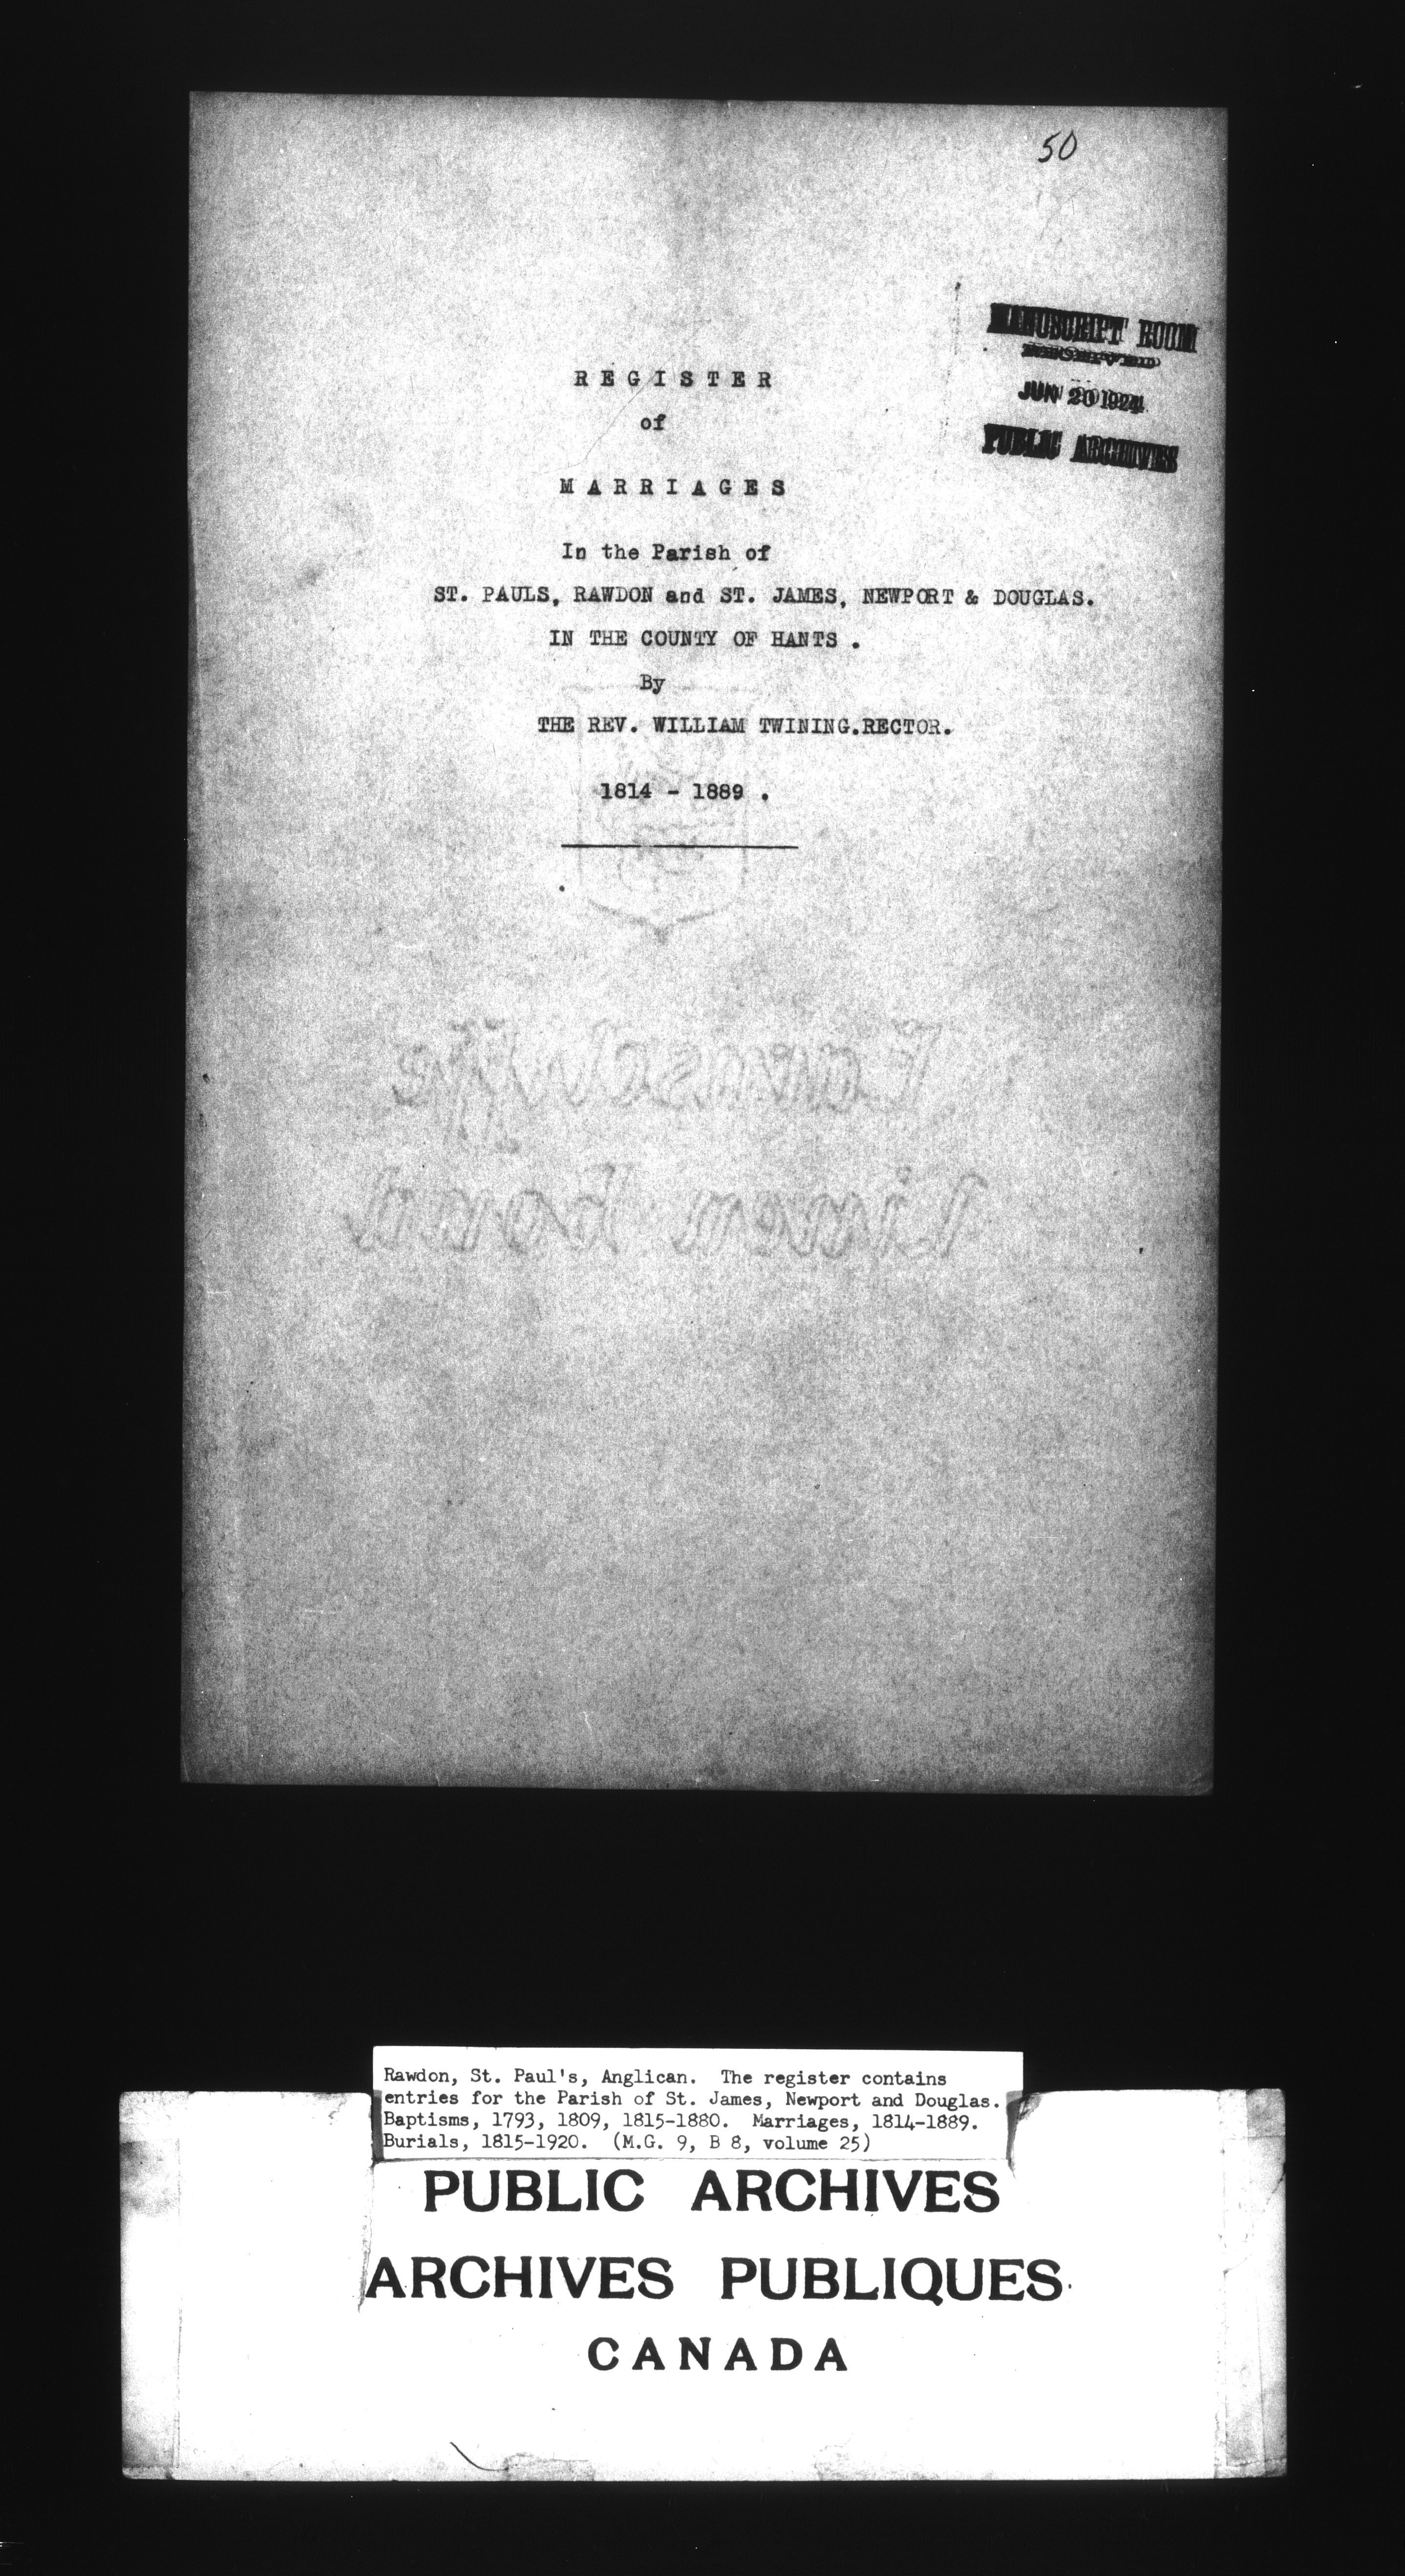 50
MANUSCRIPT ROOM
RECEIVED
JUN 20 1924
PUBLIC ARCHIVES
REGISTER
of
MARRIAGES
In the Parish of
ST. PAULS, RAWDON and ST. JAMES, NEWPORT & DOUGLAS.
IN THE COUNTY OF HANTS .
By
THE REV. WILLIAM TWINING.RECTOR.
1814 - 1889 .
Rawdon, St. Paul's, Anglican. The register contains
entries for the Parish of St. James, Newport and Douglas.
Baptisms, 1793, 1809, 1815-1880. Marriages, 1814-1889.
Burials, 1815-1920. (M.G. 9, B 8, volume 25)
PUBLIC ARCHIVES
ARCHIVES PUBLIQUES
CANADA